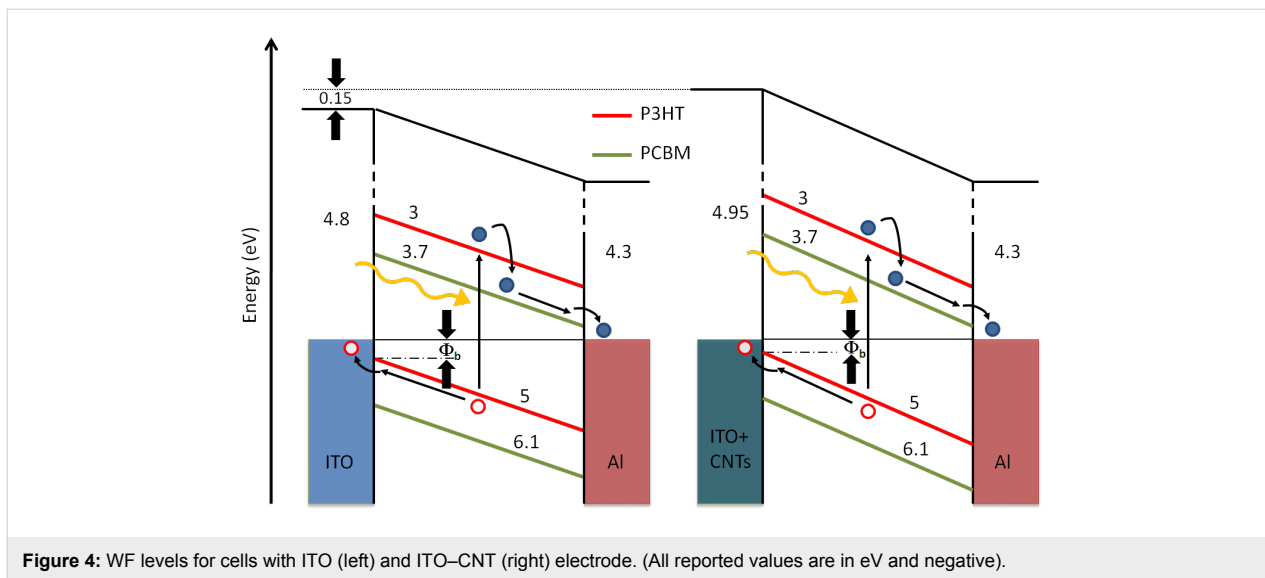 0.15
P3HT
PCBM
Energy (eV)
4.8
3
3.7
4.3
Φb
5
6.1
ITO
Al
4.95
3
3.7
4.3
Φb
5
6.1
ITO+
CNTs
Al
Figure 4: WF levels for cells with ITO (left) and ITO–CNT (right) electrode. (All reported values are in eV and negative).